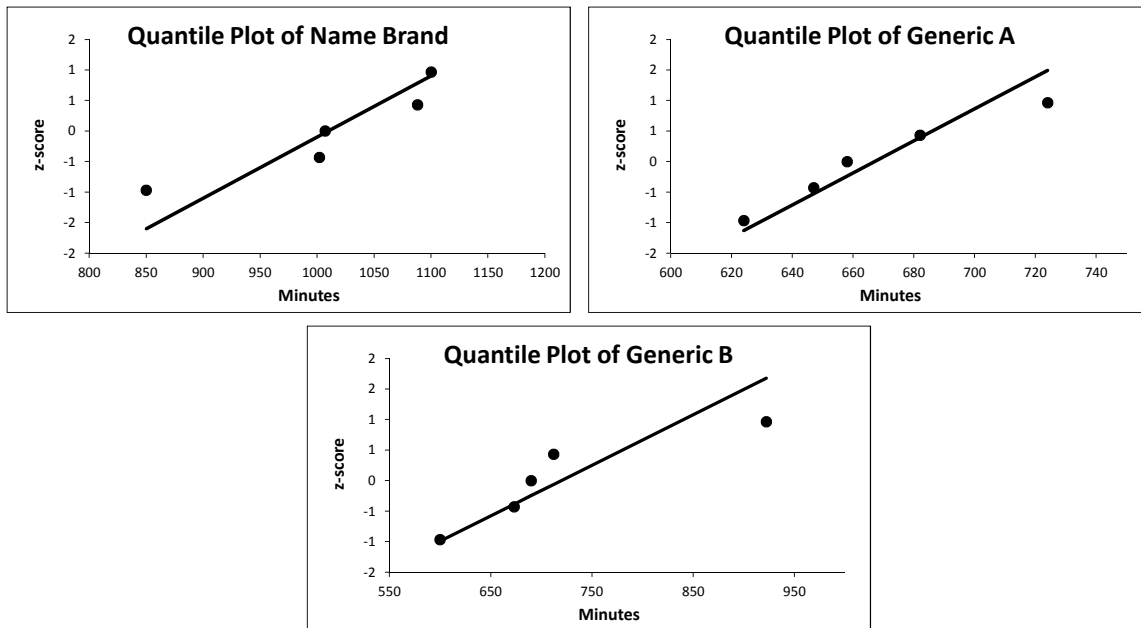 Quantile Plot of Name Brand
2
1
1
0
-1
-1
-2
-2
z-score
800 850 900 950 1000 1050 1100 1150 1200
Minutes
Quantile Plot of Generic A
2
2
1
1
0
-1
-1
-2
z-score
600 620 640 660 680 700 720 740
Minutes
Quantile Plot of Generic B
2
2
1
1
0
-1
-1
-2
z-score
550 650 750 850 950
Minutes